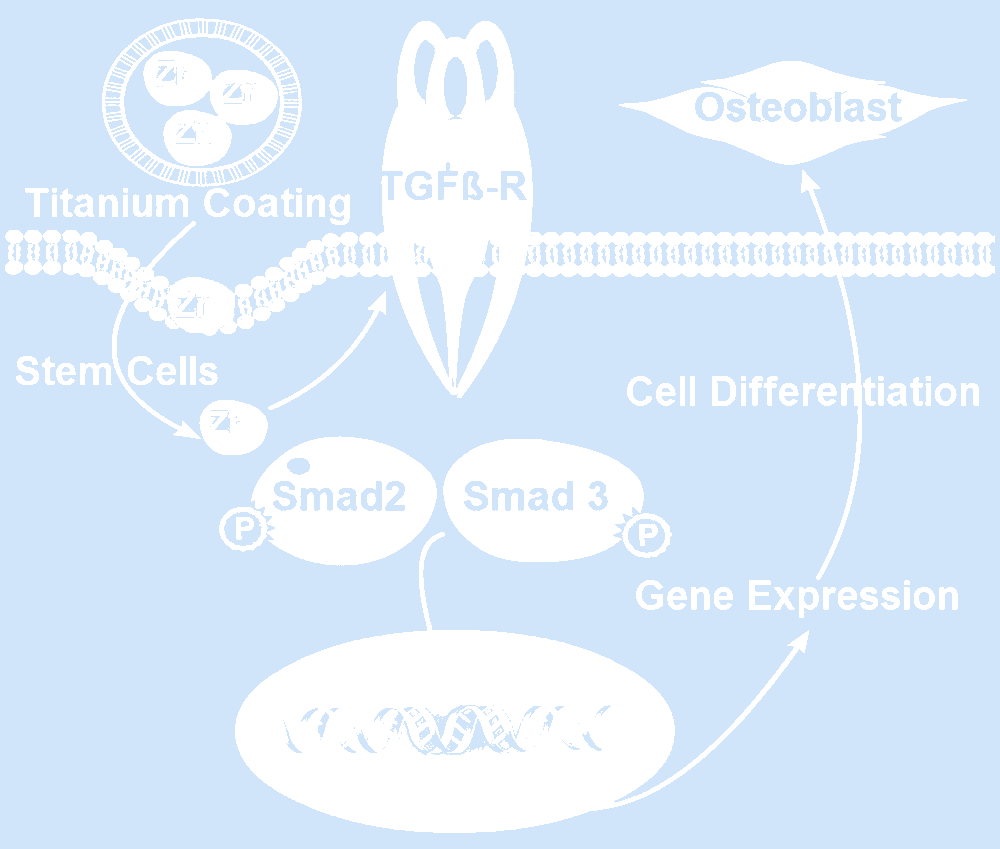 Zr
Zr
Zr
Titanium Coating
TGFß-R
Osteoblast
Zr
Stem Cells
Zr
Cell Differentiation
Smad2
Smad 3
P
P
Gene Expression